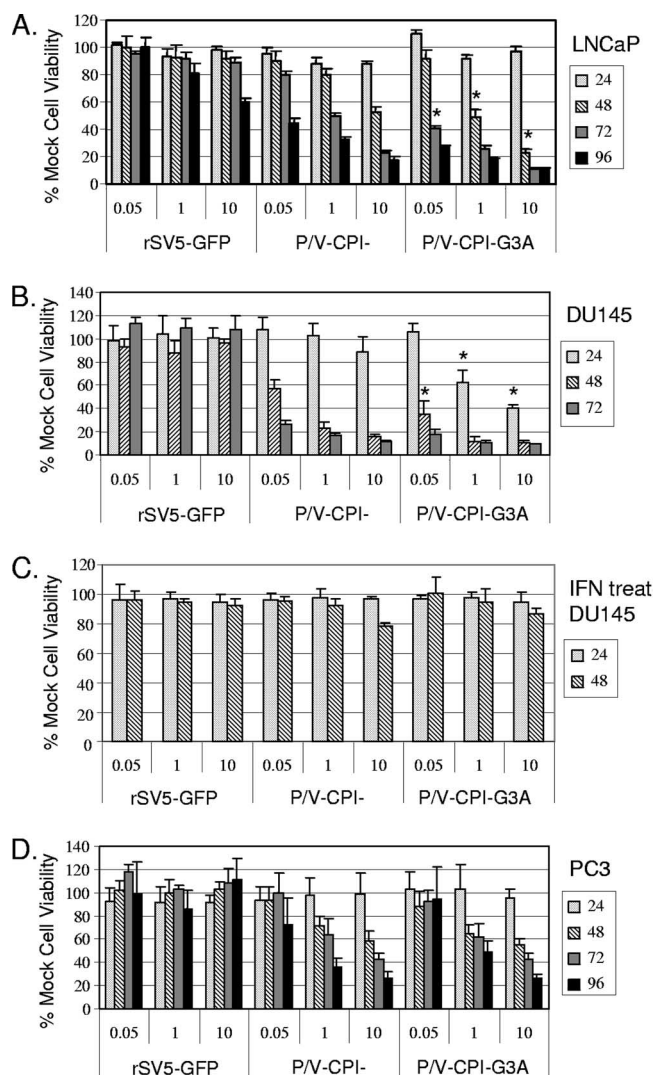 A.
% Mock Cell Viability
120
100
80
60
40
20
0
* * *
0.05 1 10 0.05 1 10 0.05 1 10
rSV5-GFP P/V-CPI- P/V-CPI-G3A
LNCaP
24
48
72
96
B.
% Mock Cell Viability
140
120
100
80
60
40
20
0
* * *
0.05 1 10 0.05 1 10 0.05 1 10
rSV5-GFP P/V-CPI- P/V-CPI-G3A
DU145
24
48
72
C.
% Mock Cell Viability
120
100
80
60
40
20
0
0.05 1 10 0.05 1 10 0.05 1 10
rSV5-GFP P/V-CPI- P/V-CPI-G3A
IFN treat
DU145
24
48
D.
% Mock Cell Viability
140
120
100
80
60
40
20
0
0.05 1 10 0.05 1 10 0.05 1 10
rSV5-GFP P/V-CPI- P/V-CPI-G3A
PC3
24
48
72
96